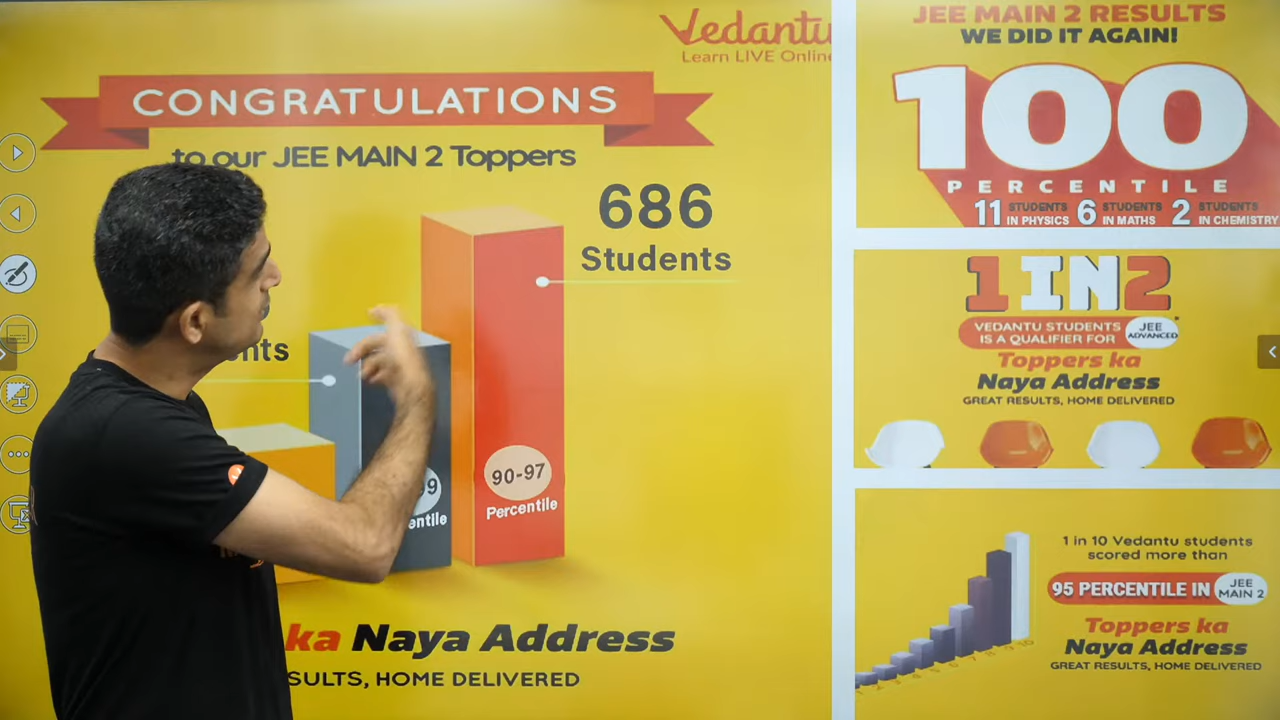 Vedantu
Learn LIVE Online
CONGRATULATIONS
to our JEE MAIN 2 Toppers
686
Students
90-97
Percentile
ka Naya Address
HOME DELIVERED
JEE MAIN 2 RESULTS
WE DID IT AGAIN!
100
PERCENTILE
11 STUDENTS IN PHYSICS 6 STUDENTS IN MATHS 2 STUDENTS IN CHEMISTRY
1 IN 2
VEDANTU STUDENTS
IS A QUALIFIER FOR
JEE
ADVANCED*
Toppers ka
Naya Address
GREAT RESULTS, HOME DELIVERED
1 in 10 Vedantu students
scored more than
95 PERCENTILE IN JEE MAIN 2
Toppers ka
Naya Address
GREAT RESULTS, HOME DELIVERED